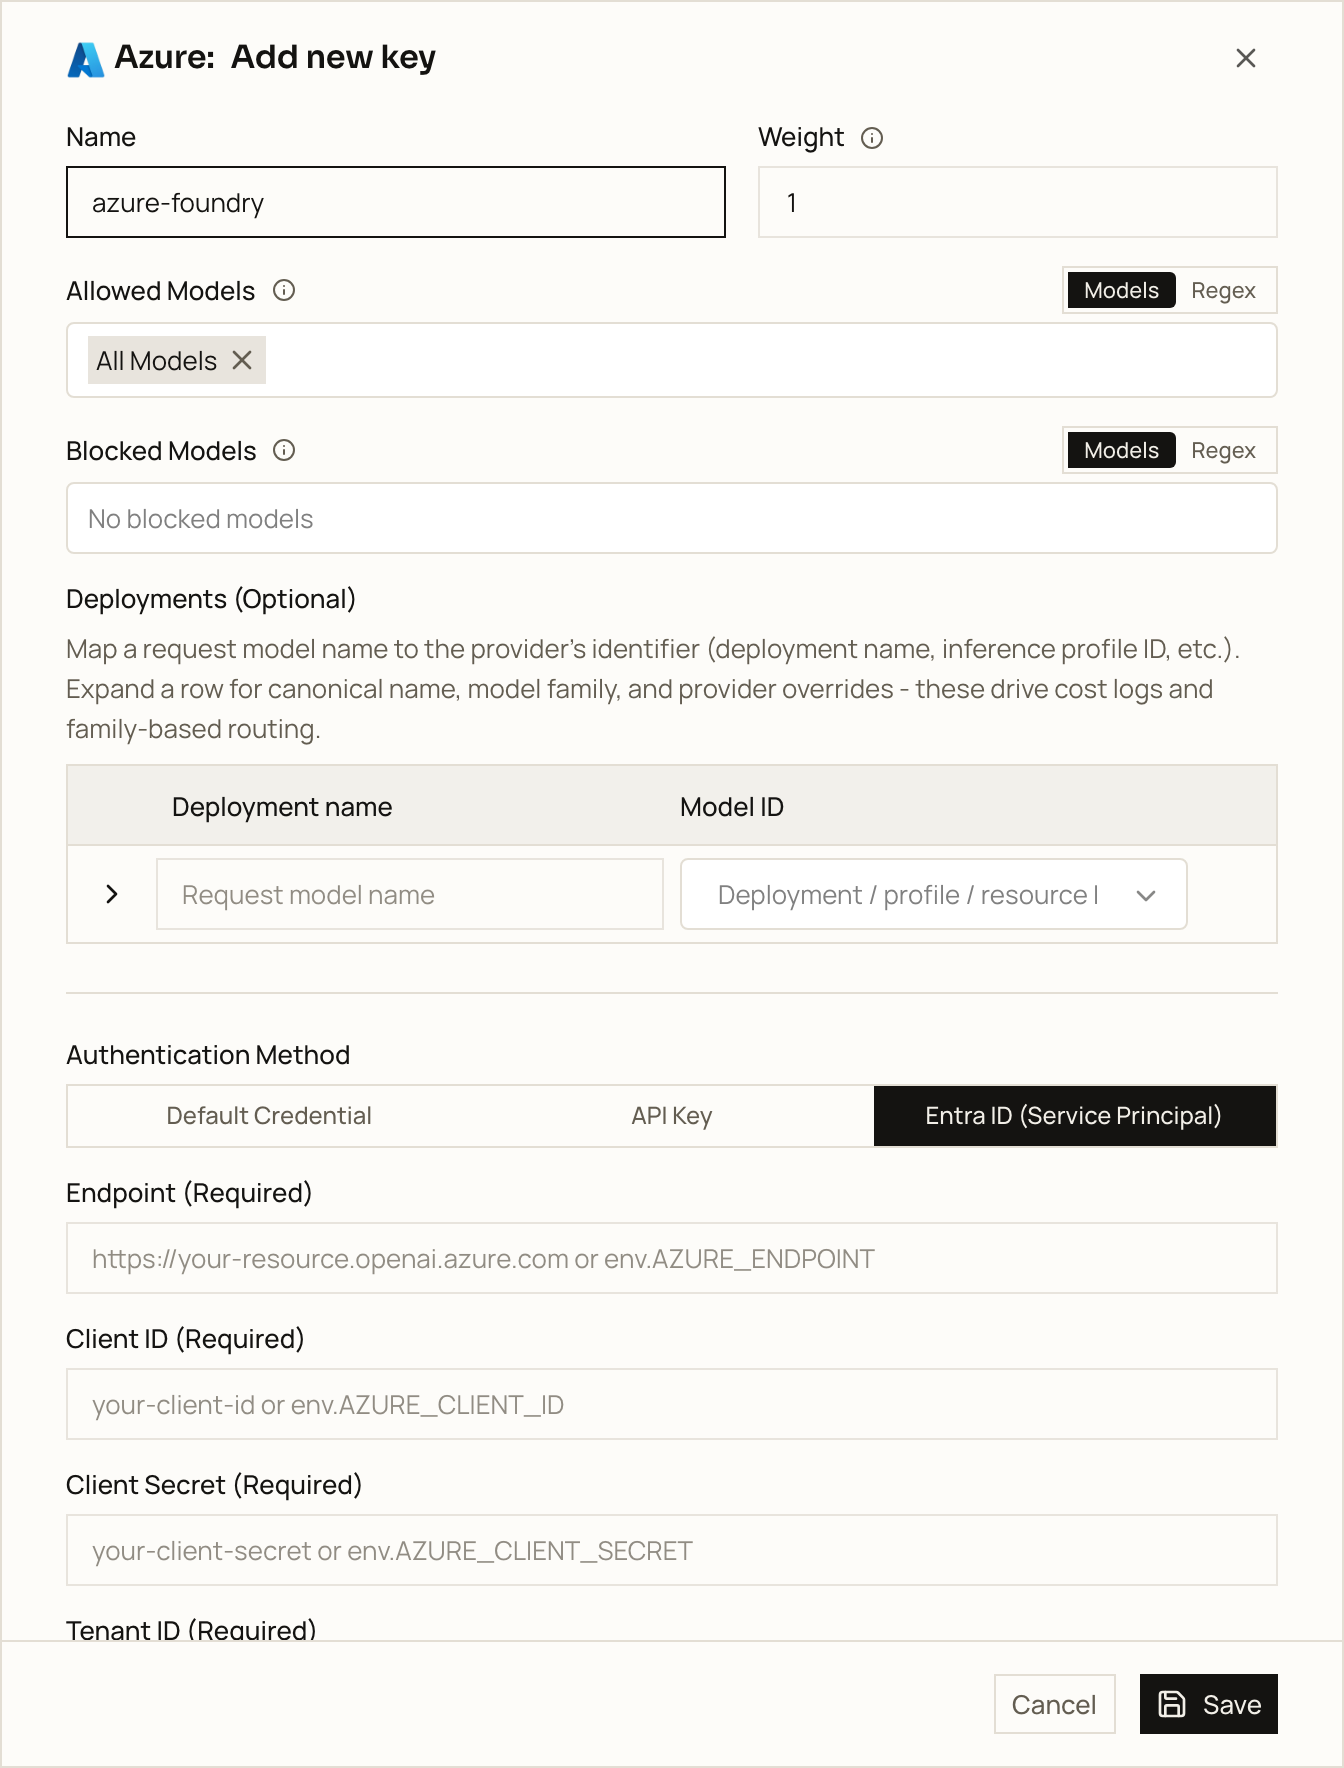 Azure: Add new key
Name
Weight
azure-foundry
1
Allowed Models
Models
Regex
All Models
Blocked Models
Models
Regex
No blocked models
Deployments (Optional)
Map a request model name to the provider's identifier (deployment name, inference profile ID, etc.).
Expand a row for canonical name, model family, and provider overrides - these drive cost logs and
family-based routing.
Deployment name
Model ID
Request model name
Deployment / profile / resource I
Authentication Method
Default Credential
API Key
Entra ID (Service Principal)
Endpoint (Required)
https://your-resource.openai.azure.com or env.AZURE_ENDPOINT
Client ID (Required)
your-client-id or env.AZURE_CLIENT_ID
Client Secret (Required)
your-client-secret or env.AZURE_CLIENT_SECRET
Tenant ID (Required)
Cancel
Save